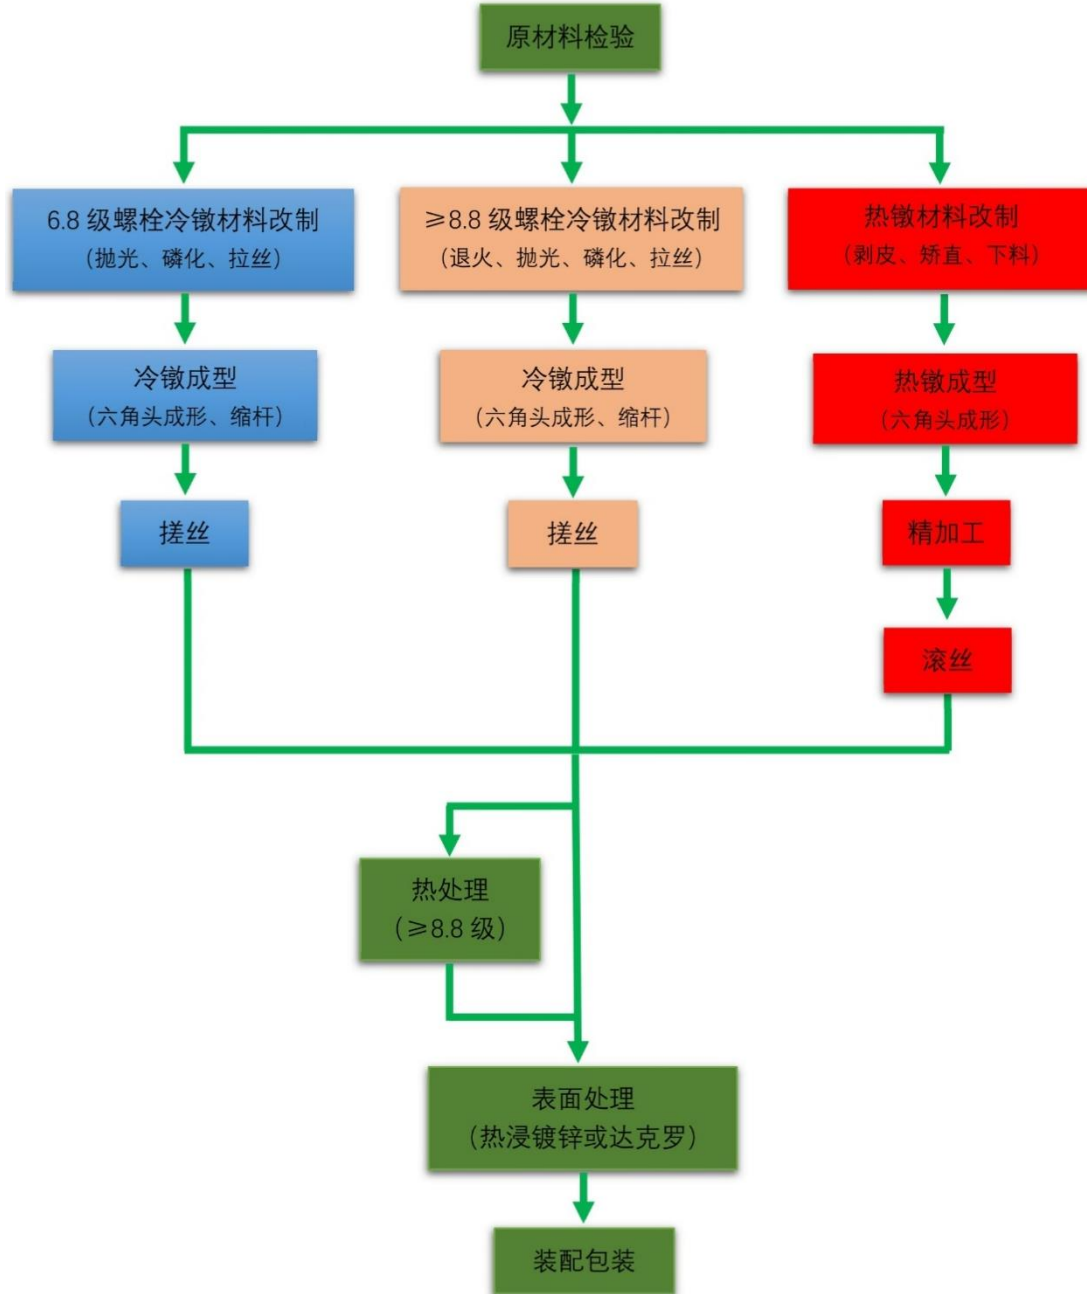 原材料检验
6.8 级螺栓冷镦材料改制
（抛光、磷化、拉丝）
≥8.8 级螺栓冷镦材料改制
（退火、抛光、磷化、拉丝）
热镦材料改制
（剥皮、矫直、下料）
冷镦成型
（六角头成形、缩杆）
冷镦成型
（六角头成形、缩杆）
热镦成型
（六角头成形）
搓丝
搓丝
精加工
滚丝
热处理
（≥8.8 级）
表面处理
（热浸镀锌或达克罗）
装配包装